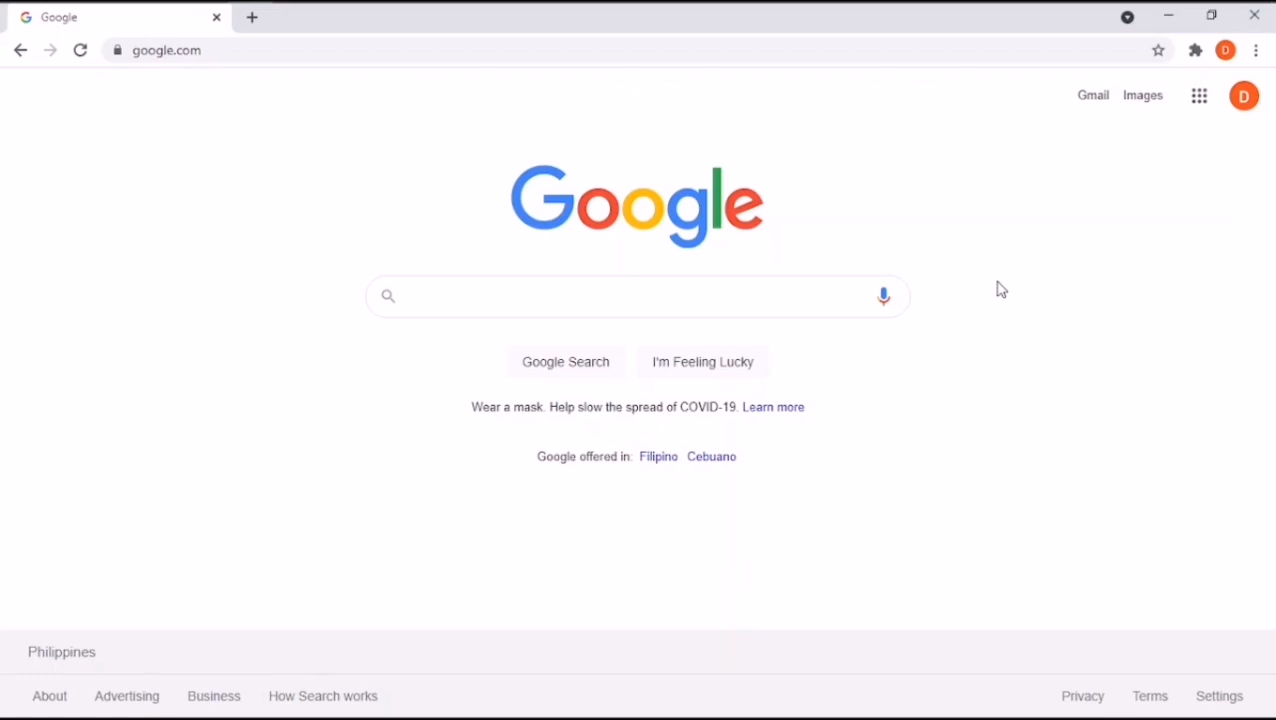 Google
google.com
D
Gmail Images D
Google
Google Search I'm Feeling Lucky
Wear a mask. Help slow the spread of COVID-19. Learn more
Google offered in: Filipino Cebuano
Philippines
About Advertising Business How Search works Privacy Terms Settings